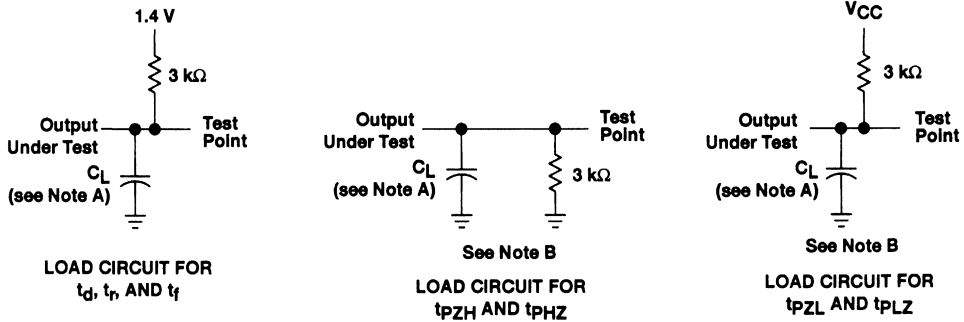 1.4 V
3 kΩ
Output
Under Test
Test
Point
CL
(see Note A)
LOAD CIRCUIT FOR
td, tr, AND tf
Output
Under Test
Test
Point
CL
(see Note A)
3 kΩ
See Note B
LOAD CIRCUIT FOR
tPZH AND tPHZ
VCC
3 kΩ
Output
Under Test
Test
Point
CL
(see Note A)
See Note B
LOAD CIRCUIT FOR
tPZL AND tPLZ